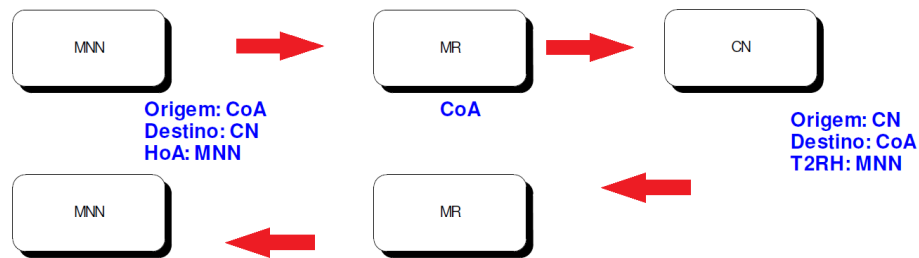 MNN
MR
CN
Origem: CoA
Destino: CN
HoA: MNN
CoA
Origem: CN
Destino: CoA
T2RH: MNN
MNN
MR